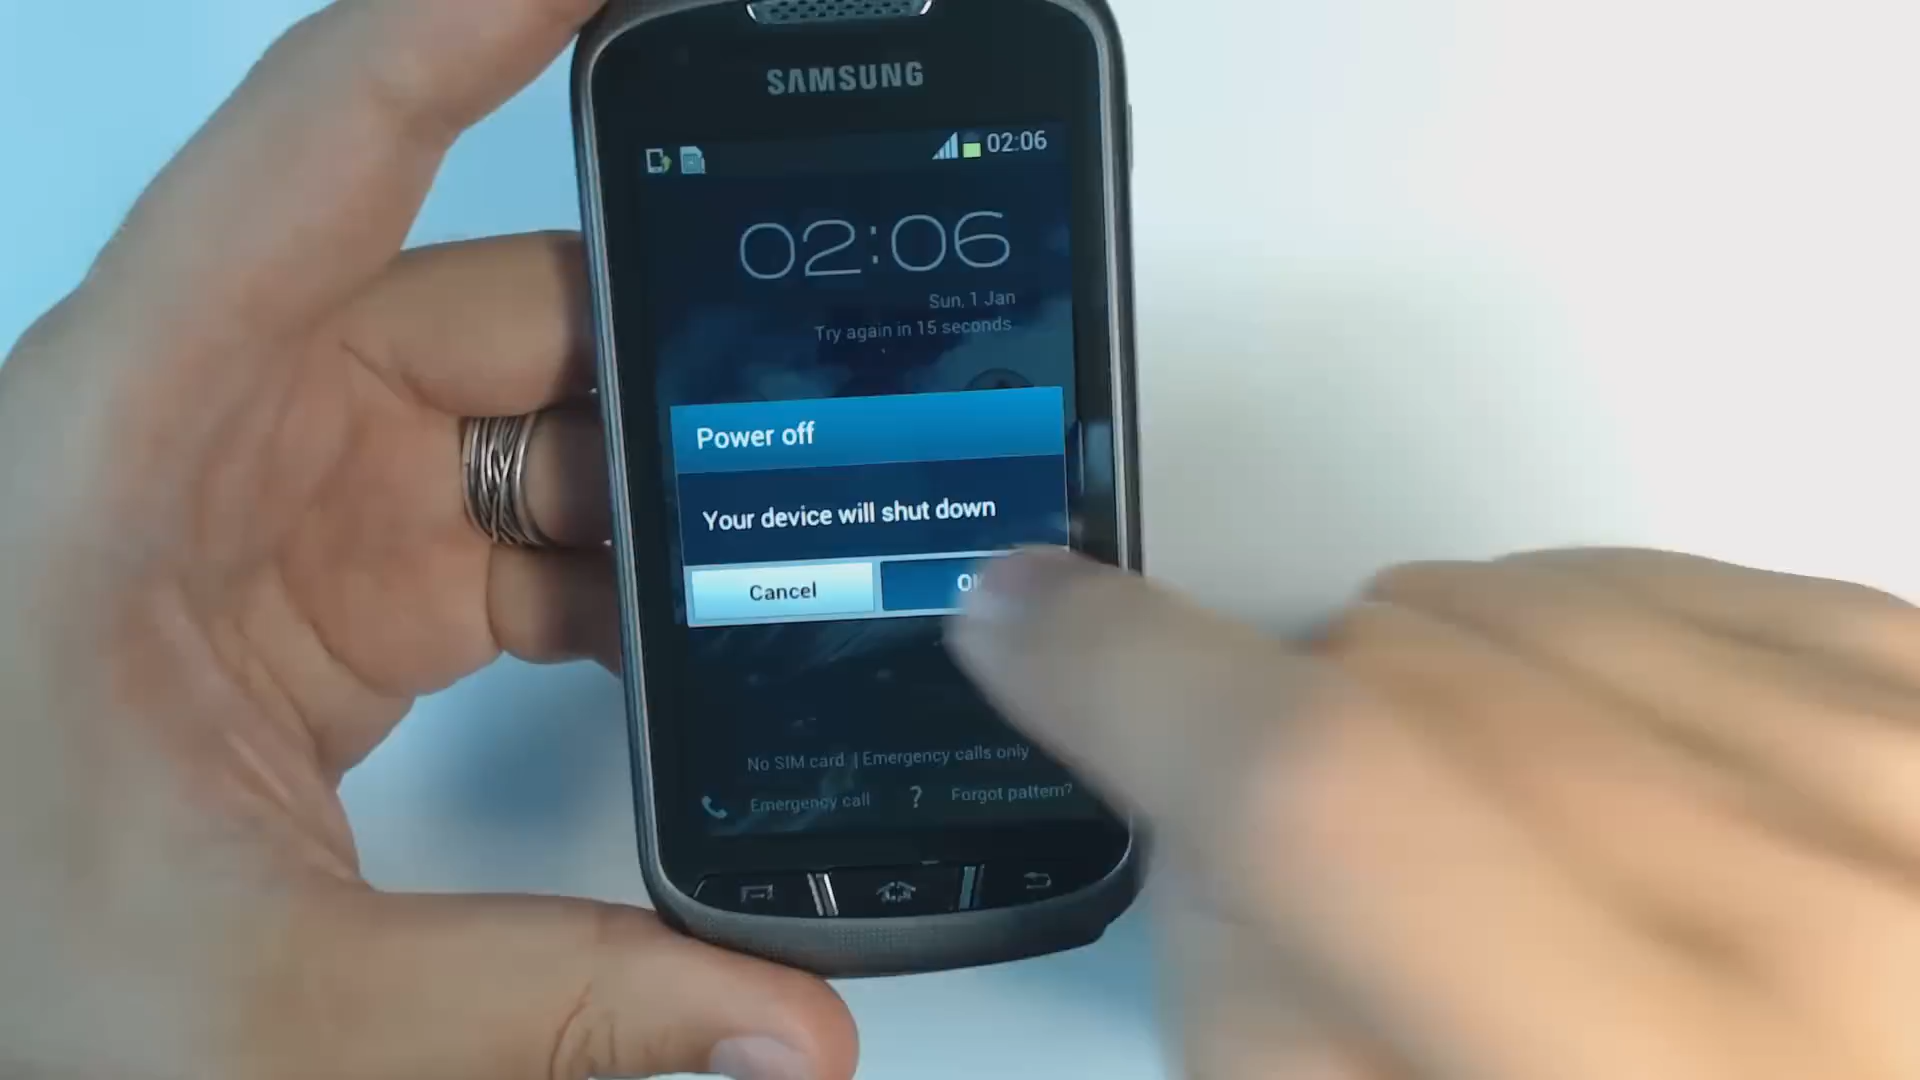 SAMSUNG
02:06
02:06
Sun, 1 Jan
Try again in 15 seconds
Power off
Your device will shut down
Cancel
No SIM card | Emergency calls only
Emergency call ? Forgot pattern?